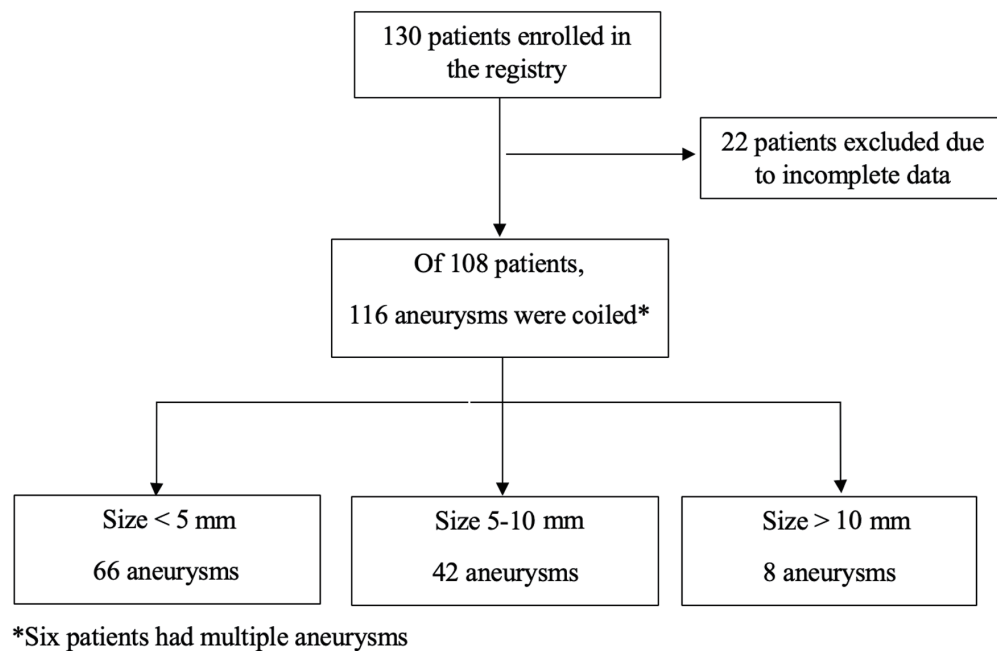 130 patients enrolled in
the registry
22 patients excluded due
to incomplete data
Of 108 patients,
116 aneurysms were coiled*
Size < 5 mm
66 aneurysms
Size 5-10 mm
42 aneurysms
Size > 10 mm
8 aneurysms
*Six patients had multiple aneurysms